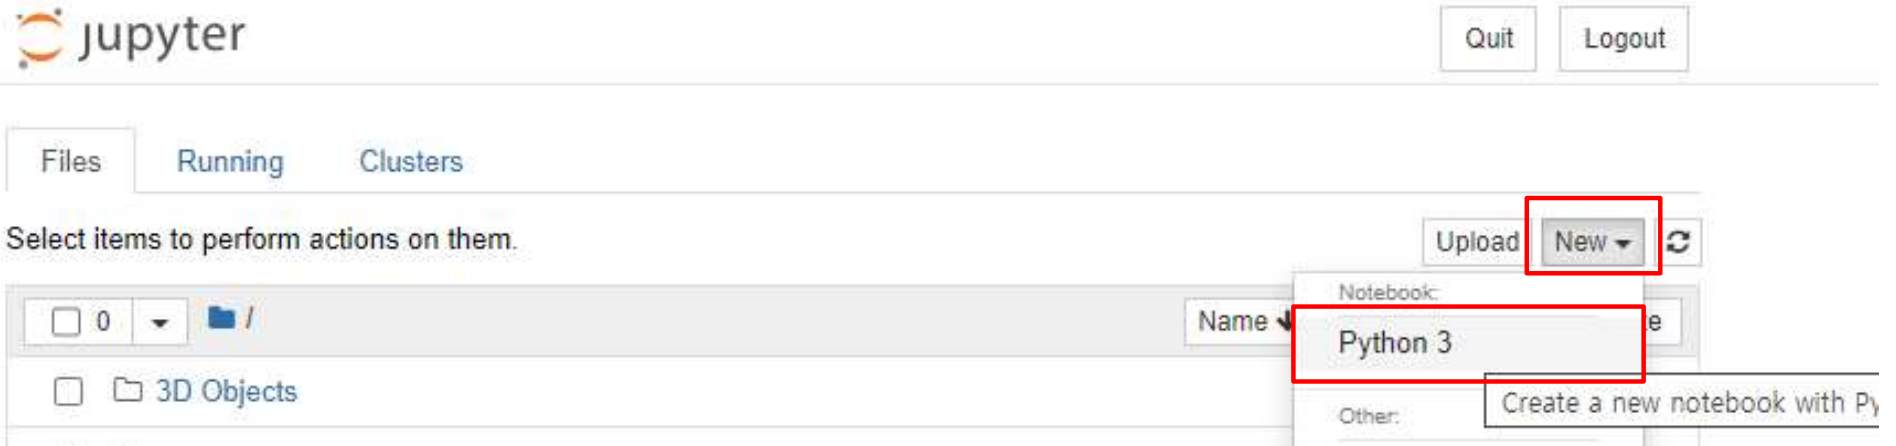 jupyter
Quit Logout
Files Running Clusters
Select items to perform actions on them.
Upload New
Notebook:
0 / Name
Python 3
3D Objects
Create a new notebook with Py
Other: